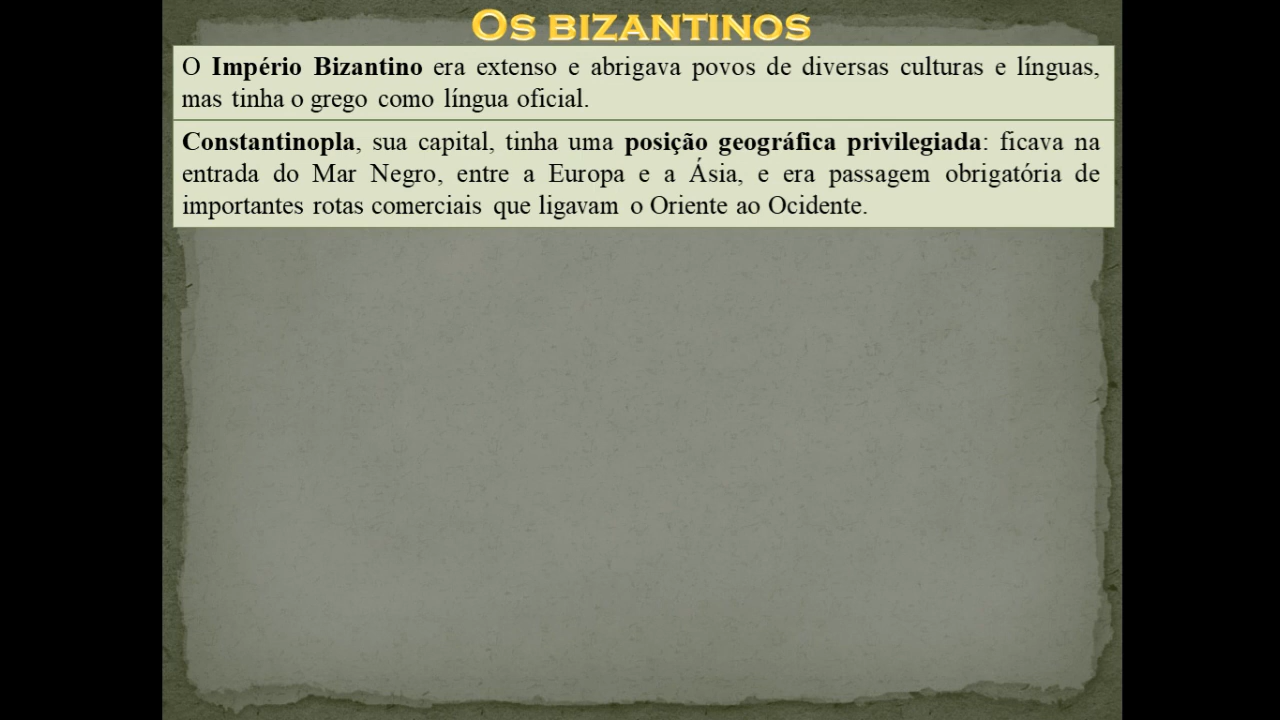 OS BIZANTINOS
O Império Bizantino era extenso e abrigava povos de diversas culturas e línguas,
mas tinha o grego como língua oficial.
Constantinopla, sua capital, tinha uma posição geográfica privilegiada: ficava na
entrada do Mar Negro, entre a Europa e a Ásia, e era passagem obrigatória de
importantes rotas comerciais que ligavam o Oriente ao Ocidente.